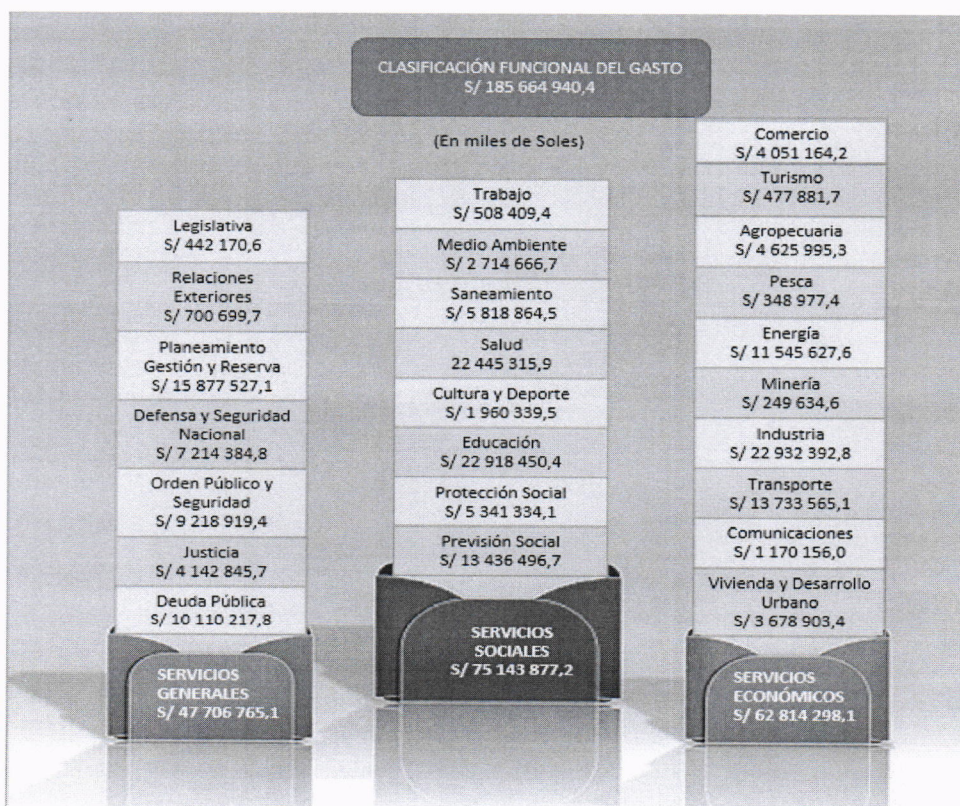 CLASIFICACIÓN FUNCIONAL DEL GASTO
S/ 185 664 940,4
(En miles de Soles)
Legislativa
S/ 442 170,6
Relaciones
Exteriores
S/ 700 699,7
Planeamiento
Gestión y Reserva
S/ 15 877 527,1
Defensa y Seguridad
Nacional
S/ 7 214 384,8
Orden Público y
Seguridad
S/ 9 218 919,4
Justicia
S/ 4 142 845,7
Deuda Pública
S/ 10 110 217,8
SERVICIOS
GENERALES
S/ 47 706 765,1
Trabajo
S/ 508 409,4
Medio Ambiente
S/ 2 714 666,7
Saneamiento
S/ 5 818 864,5
Salud
22 445 315,9
Cultura y Deporte
S/ 1 960 339,5
Educación
S/ 22 918 450,4
Protección Social
S/ 5 341 334,1
Previsión Social
S/ 13 436 496,7
SERVICIOS
SOCIALES
S/ 75 143 877,2
Comercio
S/ 4 051 164,2
Turismo
S/ 477 881,7
Agropecuaria
S/ 4 625 995,3
Pesca
S/ 348 977,4
Energía
S/ 11 545 627,6
Minería
S/ 249 634,6
Industria
S/ 22 932 392,8
Transporte
S/ 13 733 565,1
Comunicaciones
S/ 1 170 156,0
Vivienda y Desarrollo
Urbano
S/ 3 678 903,4
SERVICIOS
ECONÓMICOS
S/ 62 814 298,1